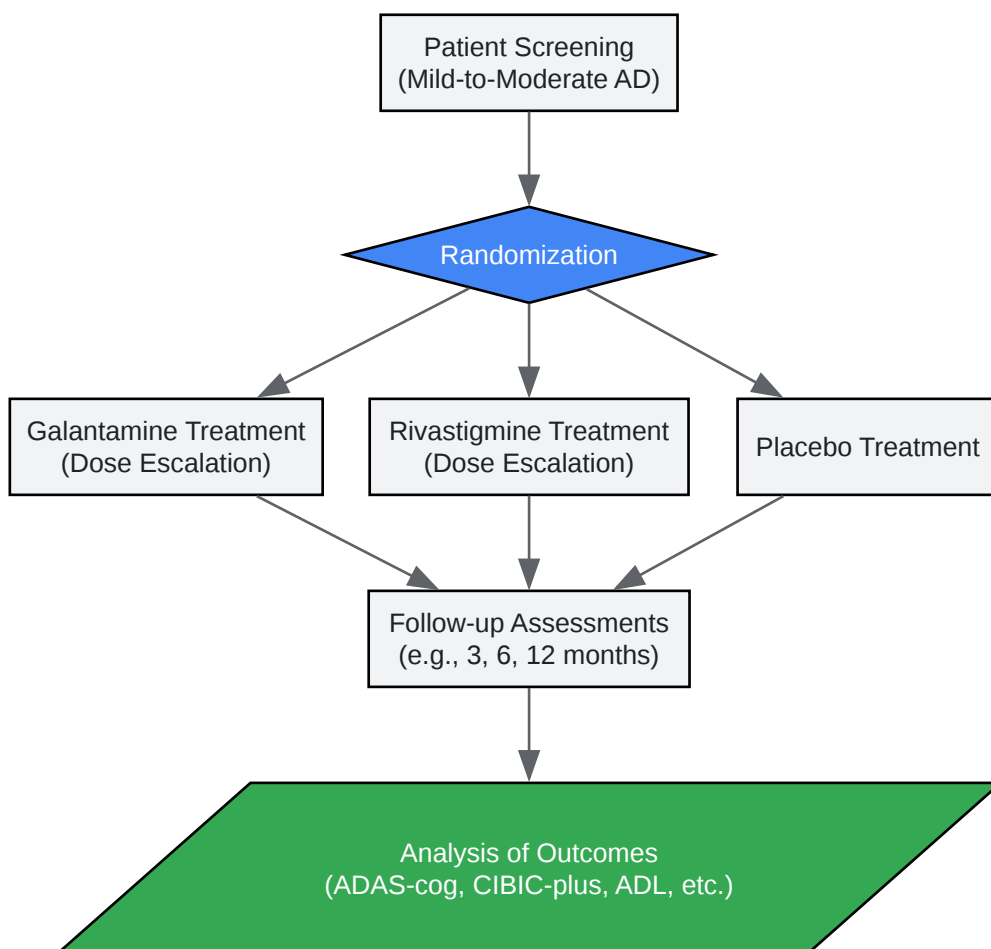 Patient Screening
(Mild-to-Moderate AD)
Randomization
Galantamine Treatment
(Dose Escalation)
Rivastigmine Treatment
(Dose Escalation)
Placebo Treatment
Follow-up Assessments
(e.g., 3, 6, 12 months)
Analysis of Outcomes
(ADAS-cog, CIBIC-plus, ADL, etc.)